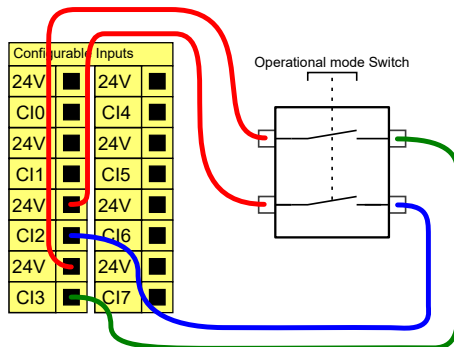 Configurable Inputs
Operational mode Switch
24V 24V
CI0 CI4
24V 24V
CI1 CI5
24V 24V
CI2 CI6
24V 24V
CI3 CI7